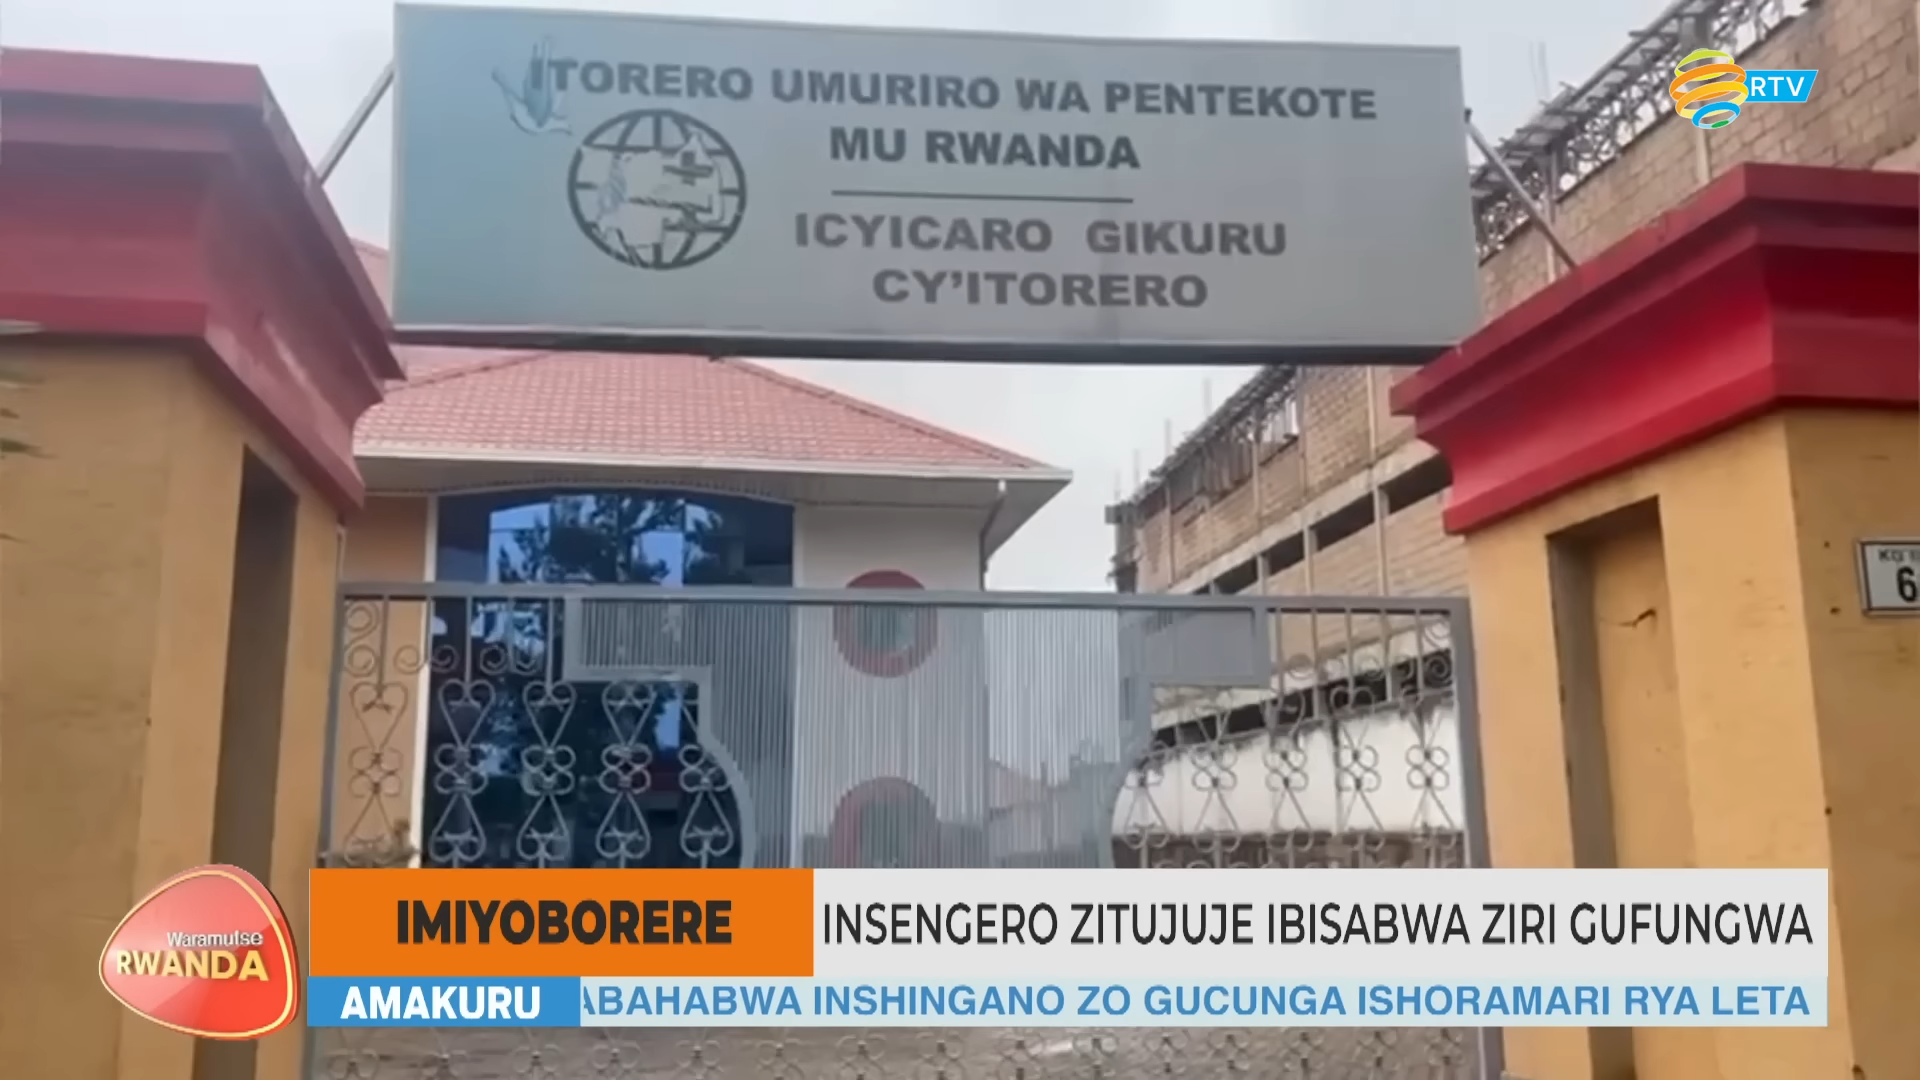 RTV
ITORERO UMURIRO WA PENTEKOTE
MU RWANDA
ICYICARO GIKURU
CY'ITORERO
6
Waramutse
RWANDA
IMIYOBORERE
INSENGERO ZITUJUJE IBISABWA ZIRI GUFUNGWA
AMAKURU
ABAHABWA INSHINGANO ZO GUCUNGA ISHORAMARI RYA LETA